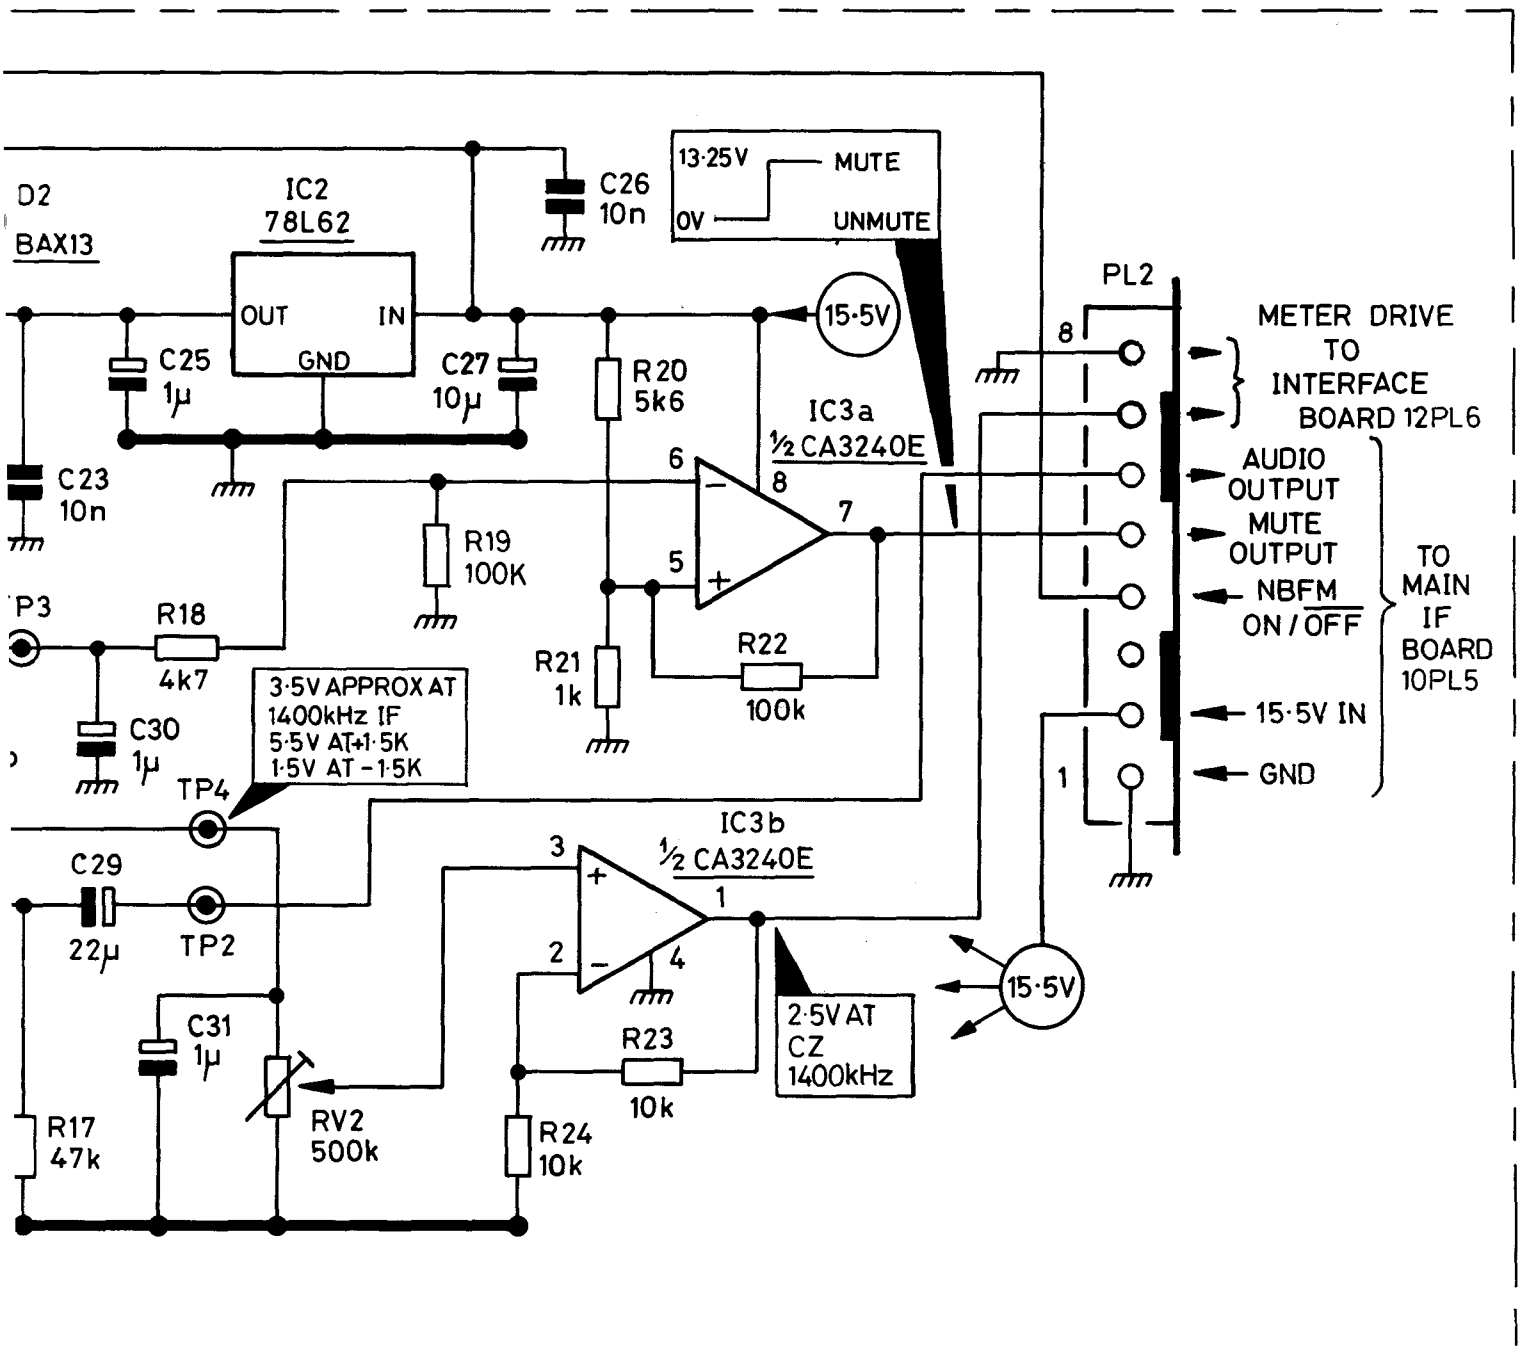 D2
BAX13
IC2
78L62
OUT
IN
GND
C25
1µ
C27
10µ
C26
10n
C23
10n
13·25V
MUTE
0V
UNMUTE
15·5V
R20
5k6
IC3a
½ CA3240E
6
−
8
7
5
+
R19
100K
R21
1k
R22
100k
P3
R18
4k7
C30
1µ
3·5V APPROX AT
1400kHz IF
5·5V AT+1·5K
1·5V AT −1·5K
TP4
C29
22µ
TP2
C31
1µ
RV2
500k
R17
47k
IC3b
½ CA3240E
3
+
1
2
−
4
R23
10k
R24
10k
2·5V AT
CZ
1400kHz
15·5V
PL2
8
1
METER DRIVE
TO
INTERFACE
BOARD 12PL6
AUDIO
OUTPUT
MUTE
OUTPUT
NBFM
ON/OFF
15·5V IN
GND
TO
MAIN
IF
BOARD
10PL5